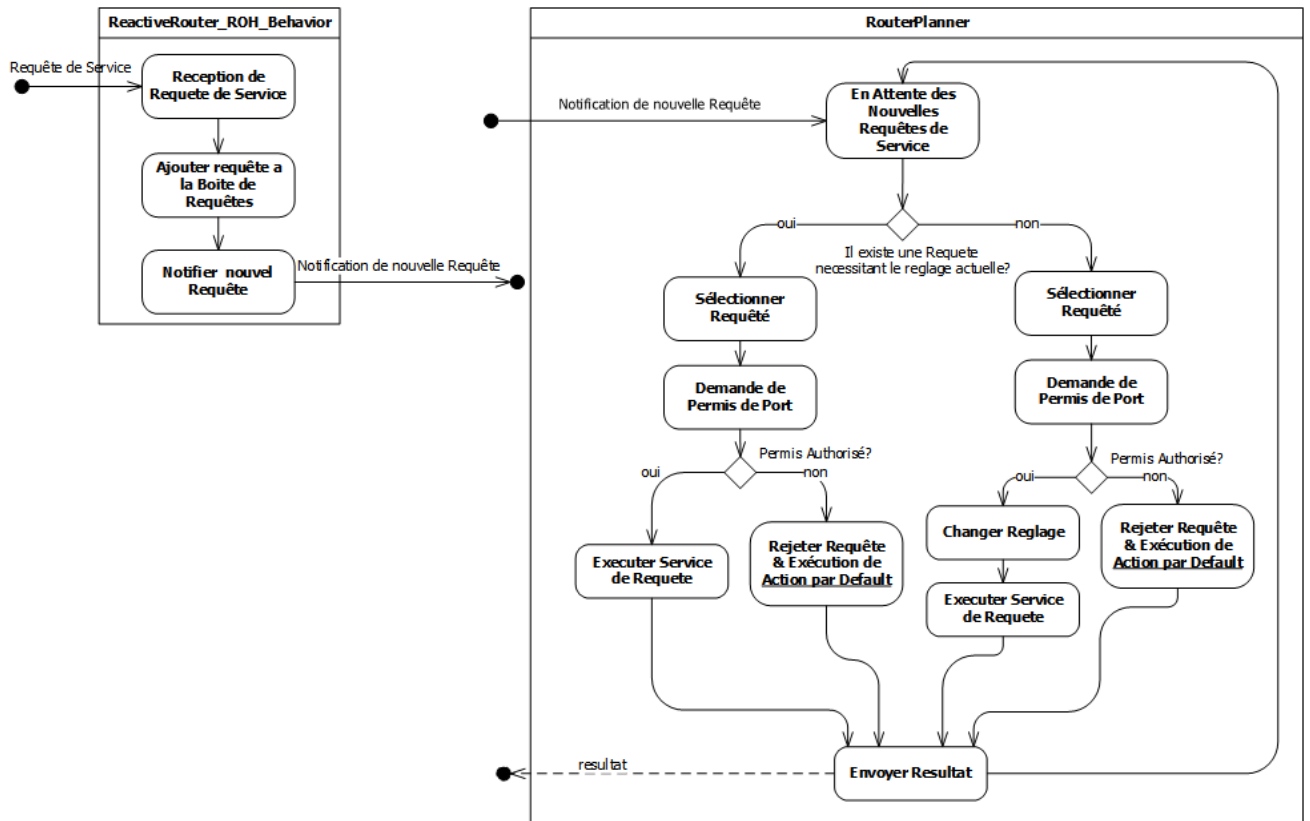 ReactiveRouter_ROH_Behavior
Requête de Service
Reception de
Requete de Service
Ajouter requête a
la Boite de
Requêtes
Notifier nouvel
Requête
Notification de nouvelle Requête
RouterPlanner
Notification de nouvelle Requête
En Attente des
Nouvelles
Requêtes de
Service
oui
non
Il existe une Requete
necessitant le reglage actuelle?
Sélectionner
Requêté
Demande de
Permis de Port
Permis Authorisé?
oui
non
Executer Service
de Requete
Rejeter Requête
& Exécution de
Action par Default
Sélectionner
Requêté
Demande de
Permis de Port
Permis Authorisé?
oui
non
Changer Reglage
Executer Service
de Requete
Rejeter Requête
& Exécution de
Action par Default
Envoyer Resultat
resultat